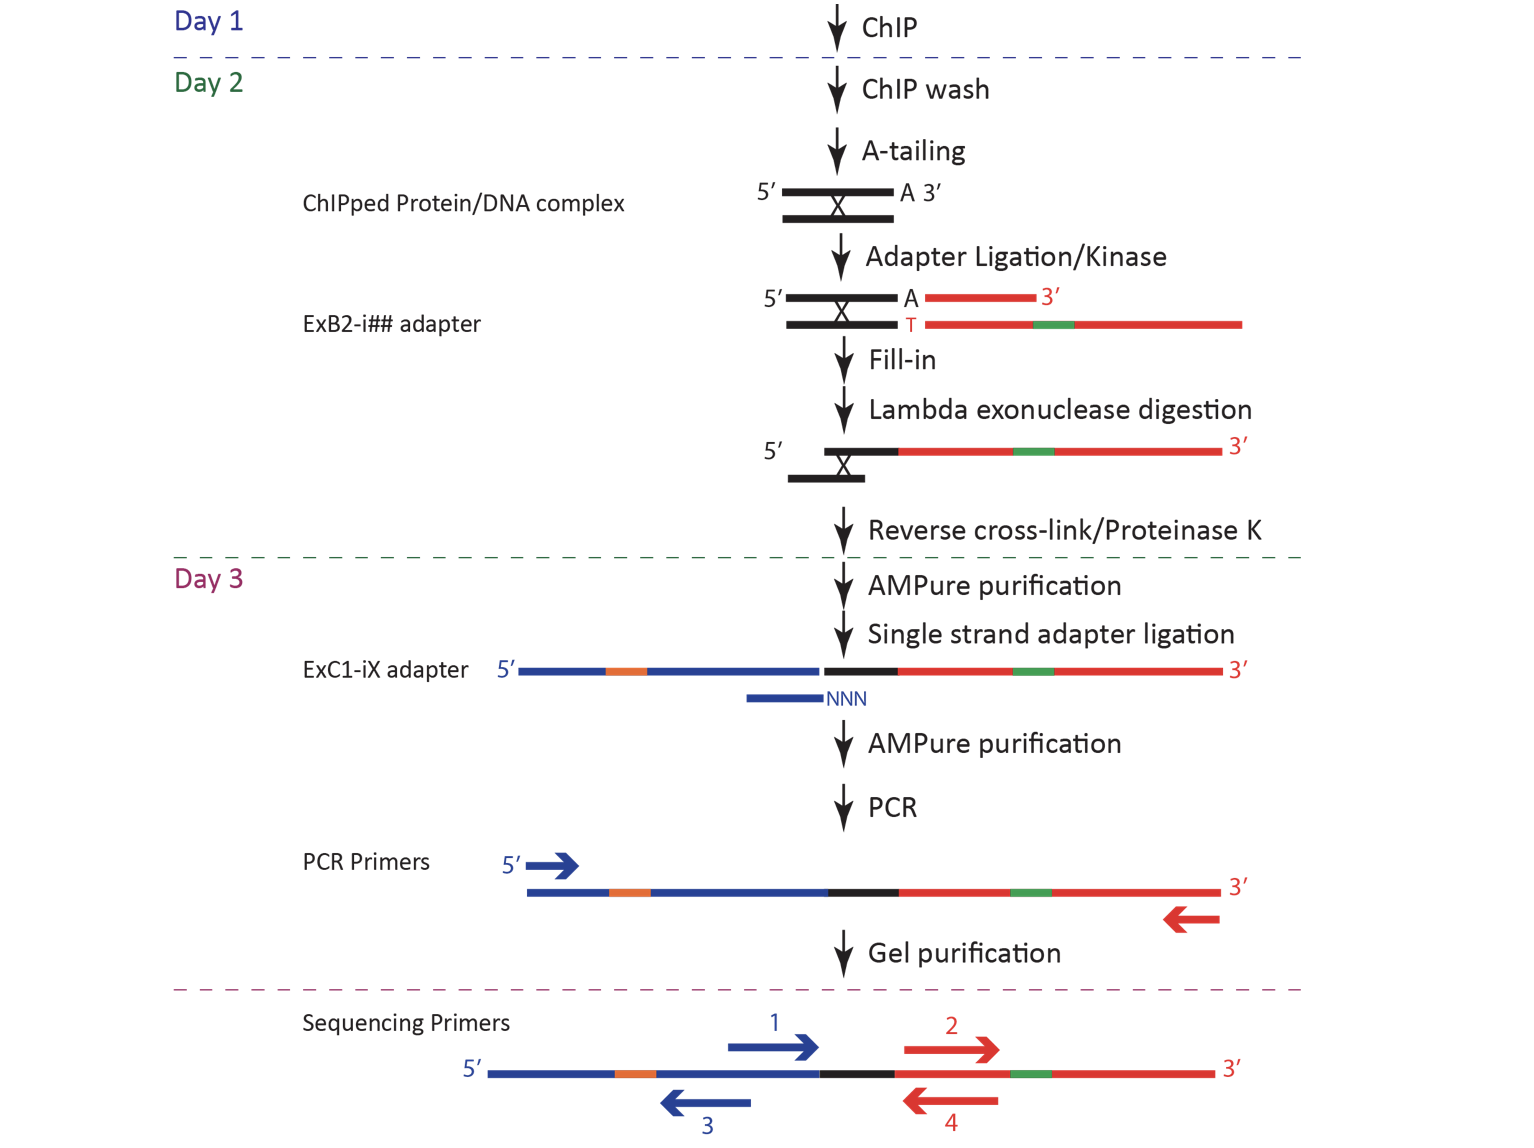 Day 1
ChIP
Day 2
ChIP wash
A-tailing
5′ A 3′
ChIPped Protein/DNA complex
Adapter Ligation/Kinase
5′ A 3′
ExB2-i## adapter
T
Fill-in
Lambda exonuclease digestion
5′ 3′
Reverse cross-link/Proteinase K
Day 3
AMPure purification
Single strand adapter ligation
ExC1-iX adapter 5′ 3′
NNN
AMPure purification
PCR
PCR Primers 5′
3′
Gel purification
Sequencing Primers 1 2
5′ 3′
3 4